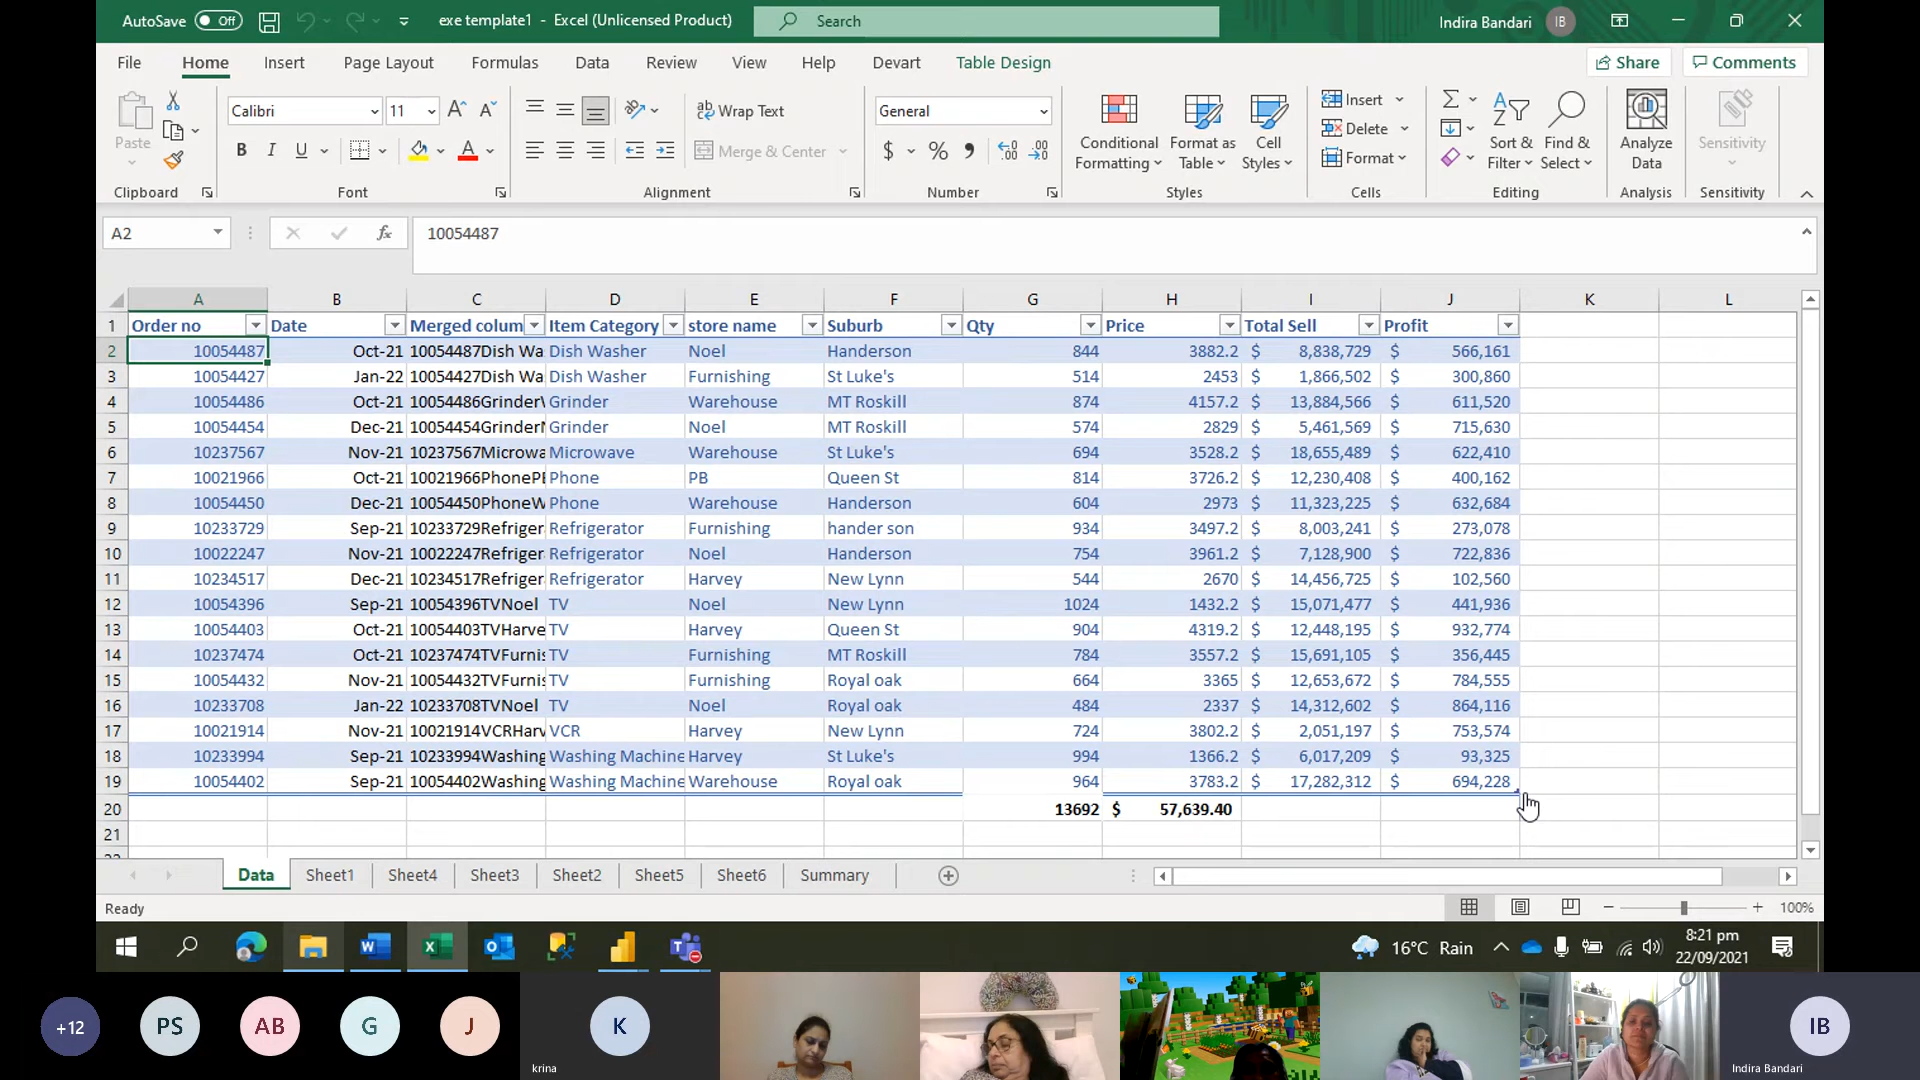 AutoSave Off exe template1 - Excel (Unlicensed Product) Search Indira Bandari IB
File Home Insert Page Layout Formulas Data Review View Help Devart Table Design Share Comments
Calibri 11 Wrap Text General Insert
Paste B I U Merge & Center $ % Conditional Formatting Format as Table Cell Styles Delete Format Sort & Filter Find & Select Analyze Data Sensitivity
Clipboard Font Alignment Number Styles Cells Editing Analysis Sensitivity
A2 fx 10054487
A B C D E F G H I J K L
1 Order no Date Merged colum Item Category store name Suburb Qty Price Total Sell Profit
2 10054487 Oct-21 10054487Dish Wa Dish Washer Noel Handerson 844 3882.2 $ 8,838,729 $ 566,161
3 10054427 Jan-22 10054427Dish Wa Dish Washer Furnishing St Luke's 514 2453 $ 1,866,502 $ 300,860
4 10054486 Oct-21 10054486GrinderW Grinder Warehouse MT Roskill 874 4157.2 $ 13,884,566 $ 611,520
5 10054454 Dec-21 10054454GrinderN Grinder Noel MT Roskill 574 2829 $ 5,461,569 $ 715,630
6 10237567 Nov-21 10237567Microwa Microwave Warehouse St Luke's 694 3528.2 $ 18,655,489 $ 622,410
7 10021966 Oct-21 10021966PhonePB Phone PB Queen St 814 3726.2 $ 12,230,408 $ 400,162
8 10054450 Dec-21 10054450PhoneW Phone Warehouse Handerson 604 2973 $ 11,323,225 $ 632,684
9 10233729 Sep-21 10233729Refriger Refrigerator Furnishing hander son 934 3497.2 $ 8,003,241 $ 273,078
10 10022247 Nov-21 10022247Refriger Refrigerator Noel Handerson 754 3961.2 $ 7,128,900 $ 722,836
11 10234517 Dec-21 10234517Refriger Refrigerator Harvey New Lynn 544 2670 $ 14,456,725 $ 102,560
12 10054396 Sep-21 10054396TVNoel TV Noel New Lynn 1024 1432.2 $ 15,071,477 $ 441,936
13 10054403 Oct-21 10054403TVHarve TV Harvey Queen St 904 4319.2 $ 12,448,195 $ 932,774
14 10237474 Oct-21 10237474TVFurnis TV Furnishing MT Roskill 784 3557.2 $ 15,691,105 $ 356,445
15 10054432 Nov-21 10054432TVFurnis TV Furnishing Royal oak 664 3365 $ 12,653,672 $ 784,555
16 10233708 Jan-22 10233708TVNoel TV Noel Royal oak 484 2337 $ 14,312,602 $ 864,116
17 10021914 Nov-21 10021914VCRHarv VCR Harvey New Lynn 724 3802.2 $ 2,051,197 $ 753,574
18 10233994 Sep-21 10233994Washing Washing Machine Harvey St Luke's 994 1366.2 $ 6,017,209 $ 93,325
19 10054402 Sep-21 10054402Washing Washing Machine Warehouse Royal oak 964 3783.2 $ 17,282,312 $ 694,228
20 13692 $ 57,639.40
21
Data Sheet1 Sheet4 Sheet3 Sheet2 Sheet5 Sheet6 Summary
Ready 100%
16°C Rain 8:21 pm
22/09/2021
+12 PS AB G J K IB
krina Indira Bandari